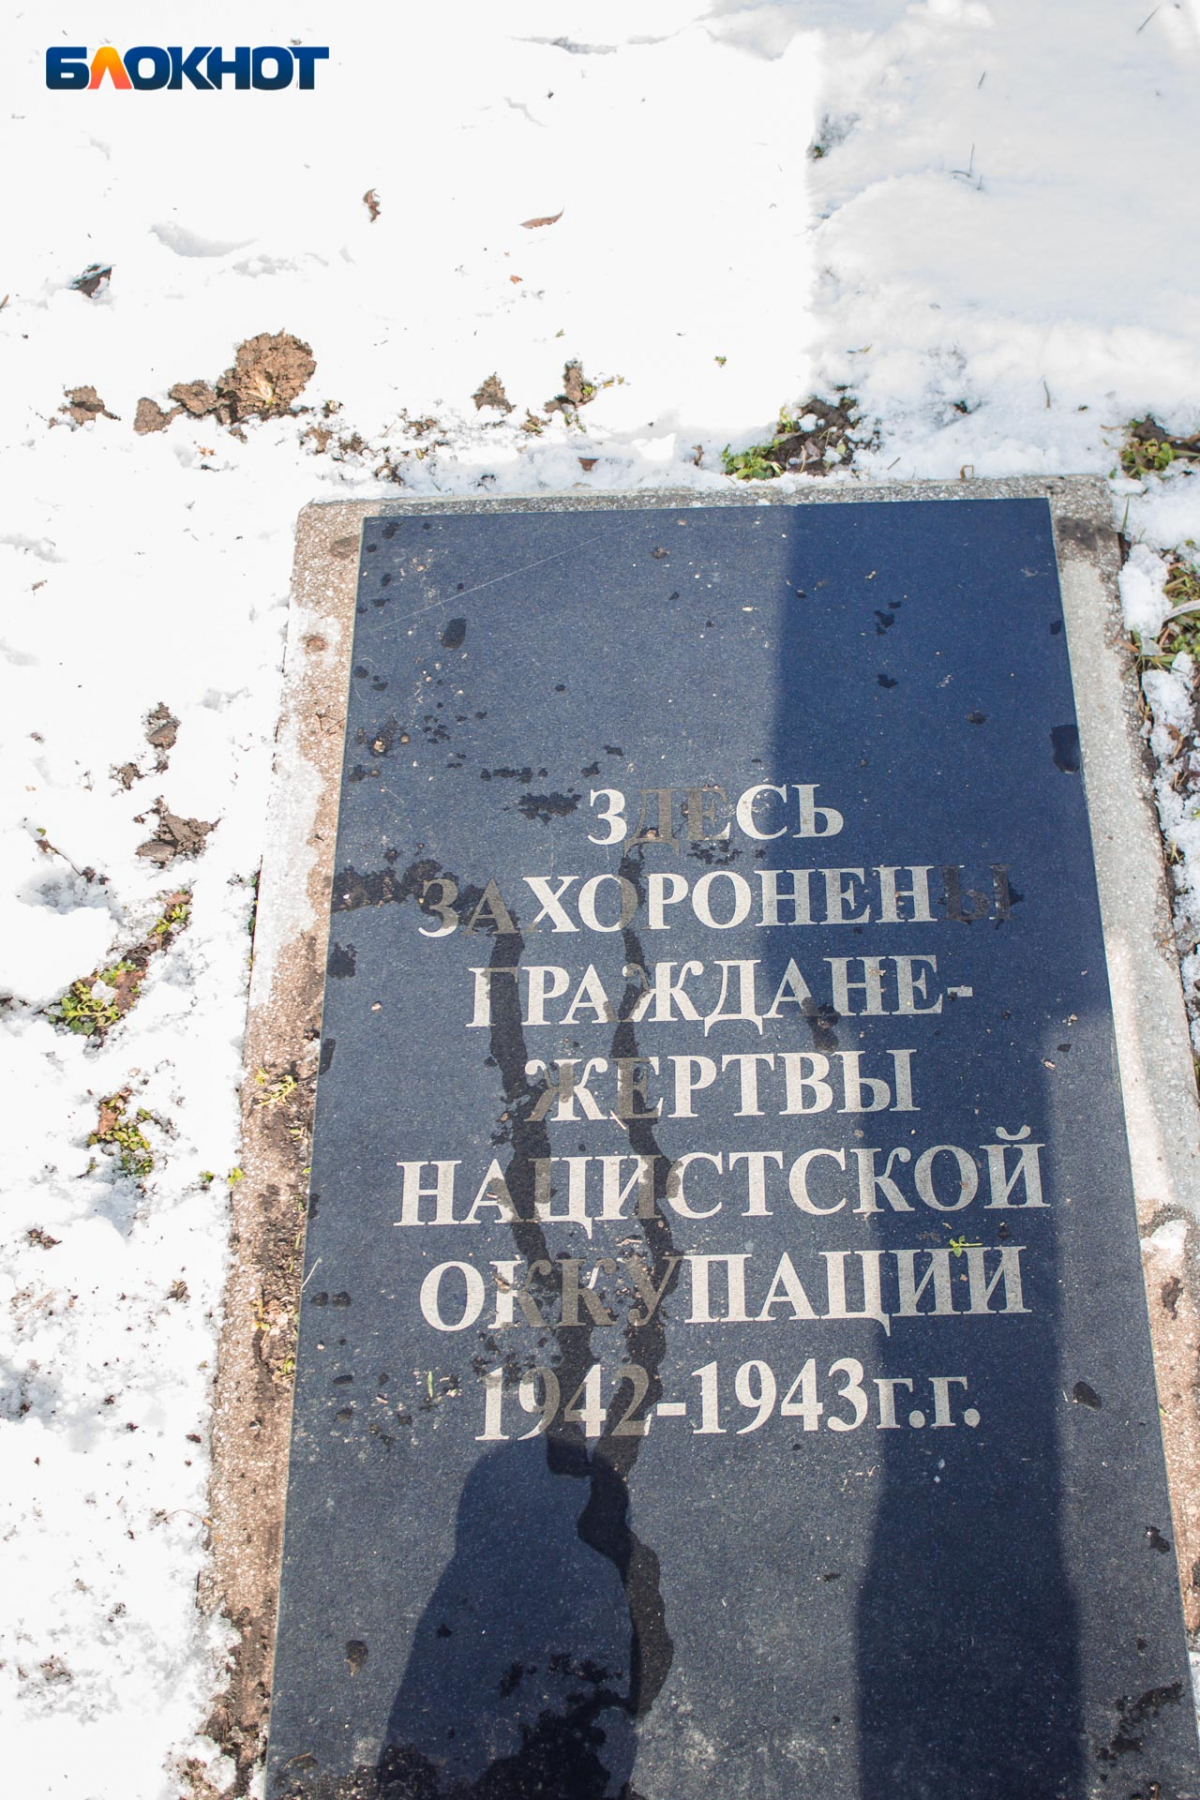 БЛОКНОТ
ЗДЕСЬ
ЗАХОРОНЕНЫ
ГРАЖДАНЕ-
ЖЕРТВЫ
НАЦИСТСКОЙ
ОККУПАЦИИ
1942-1943г.г.